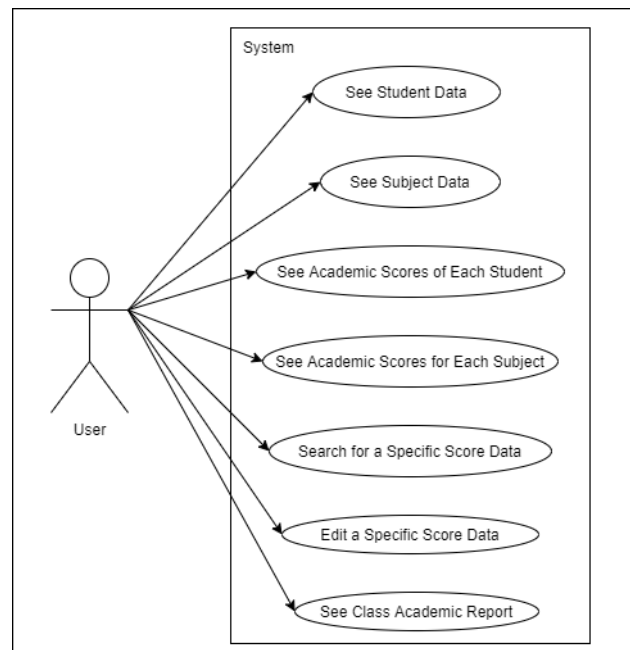 System
See Student Data
See Subject Data
See Academic Scores of Each Student
See Academic Scores for Each Subject
User
Search for a Specific Score Data
Edit a Specific Score Data
See Class Academic Report